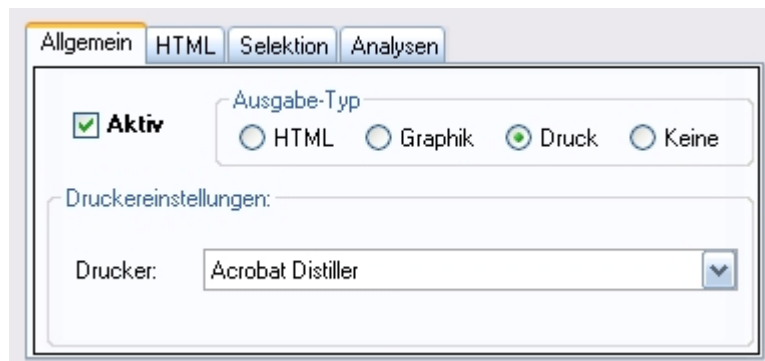 Allgemein HTML Selektion Analysen
Ausgabe-Typ
Aktiv
HTML Graphik Druck Keine
Druckereinstellungen:
Drucker: Acrobat Distiller